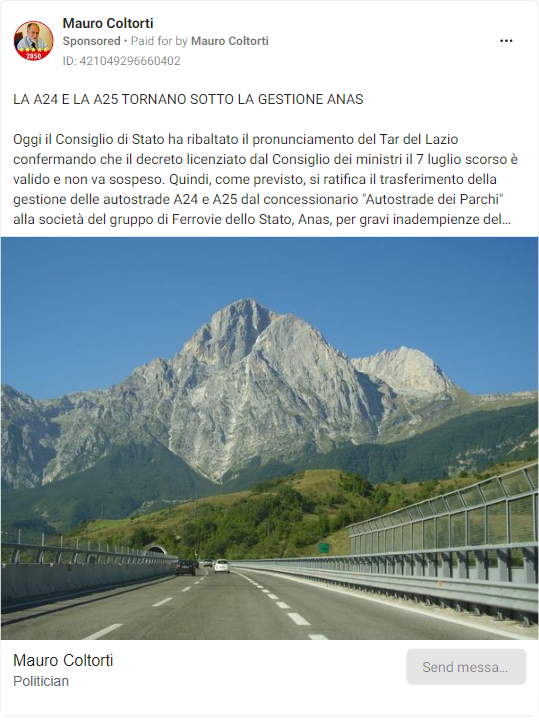 Mauro Coltorti
Sponsored • Paid for by Mauro Coltorti
ID: 421049296660402
LA A24 E LA A25 TORNANO SOTTO LA GESTIONE ANAS
Oggi il Consiglio di Stato ha ribaltato il pronunciamento del Tar del Lazio
confermando che il decreto licenziato dal Consiglio dei ministri il 7 luglio scorso è
valido e non va sospeso. Quindi, come previsto, si ratifica il trasferimento della
gestione delle autostrade A24 e A25 dal concessionario "Autostrade dei Parchi"
alla società del gruppo di Ferrovie dello Stato, Anas, per gravi inadempienze del...
2050
Mauro Coltorti
Politician
Send messa...